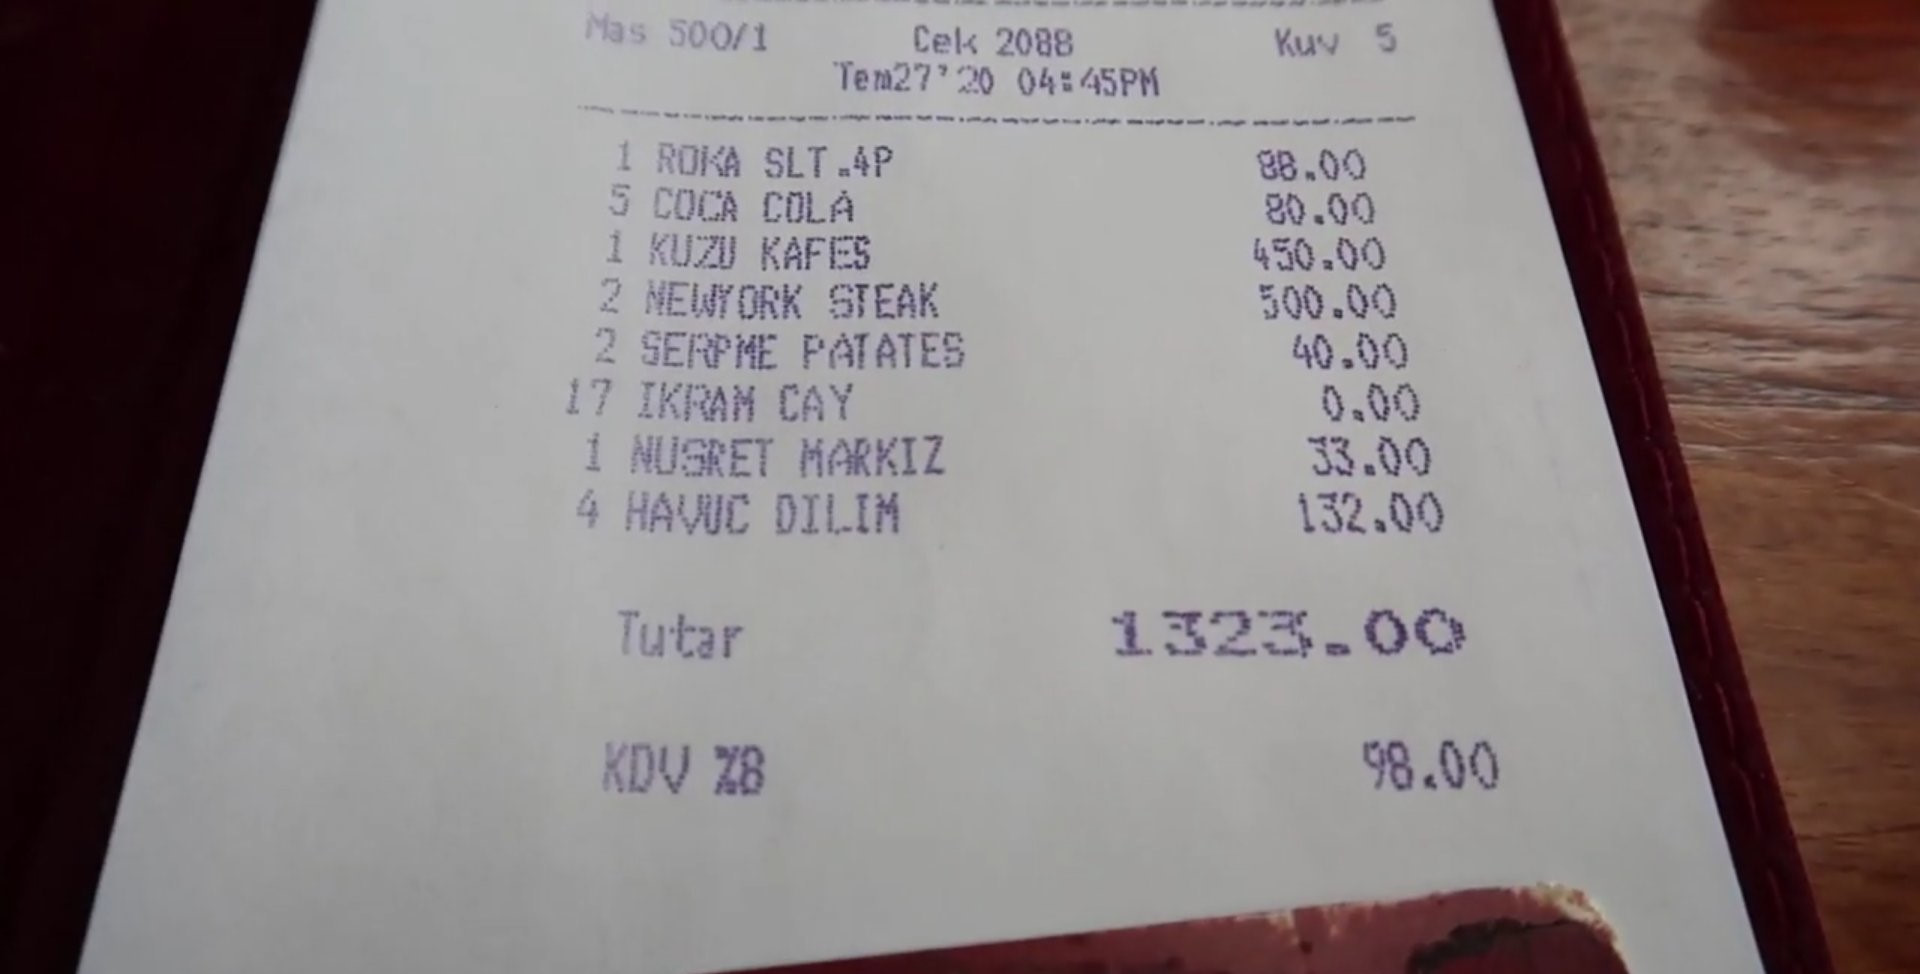 Mas 500/1 Cek 2088 Kuv 5
Tem27'20 04:45PM
1 ROKA SLT.4P 88.00
5 COCA COLA 80.00
1 KUZU KAFES 450.00
2 NEWYORK STEAK 500.00
2 SERPME PATATES 40.00
17 IKRAM CAY 0.00
1 NUSRET MARKIZ 33.00
4 HAVUC DILIM 132.00
Tutar 1323.00
KDV %8 98.00